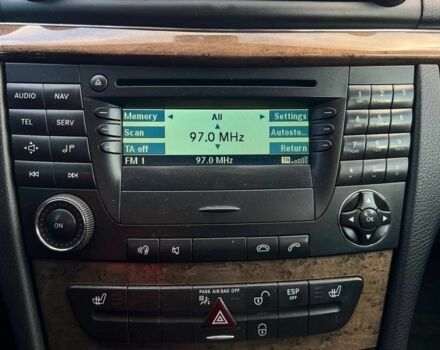 AUDIO NAV
TEL SERV
Memory All Settings
Scan 97.0 MHz Autosto...
TA off Return
FM 1 97.0 MHz
ON
OK
PASS AIR BAG OFF
ESP
OFF